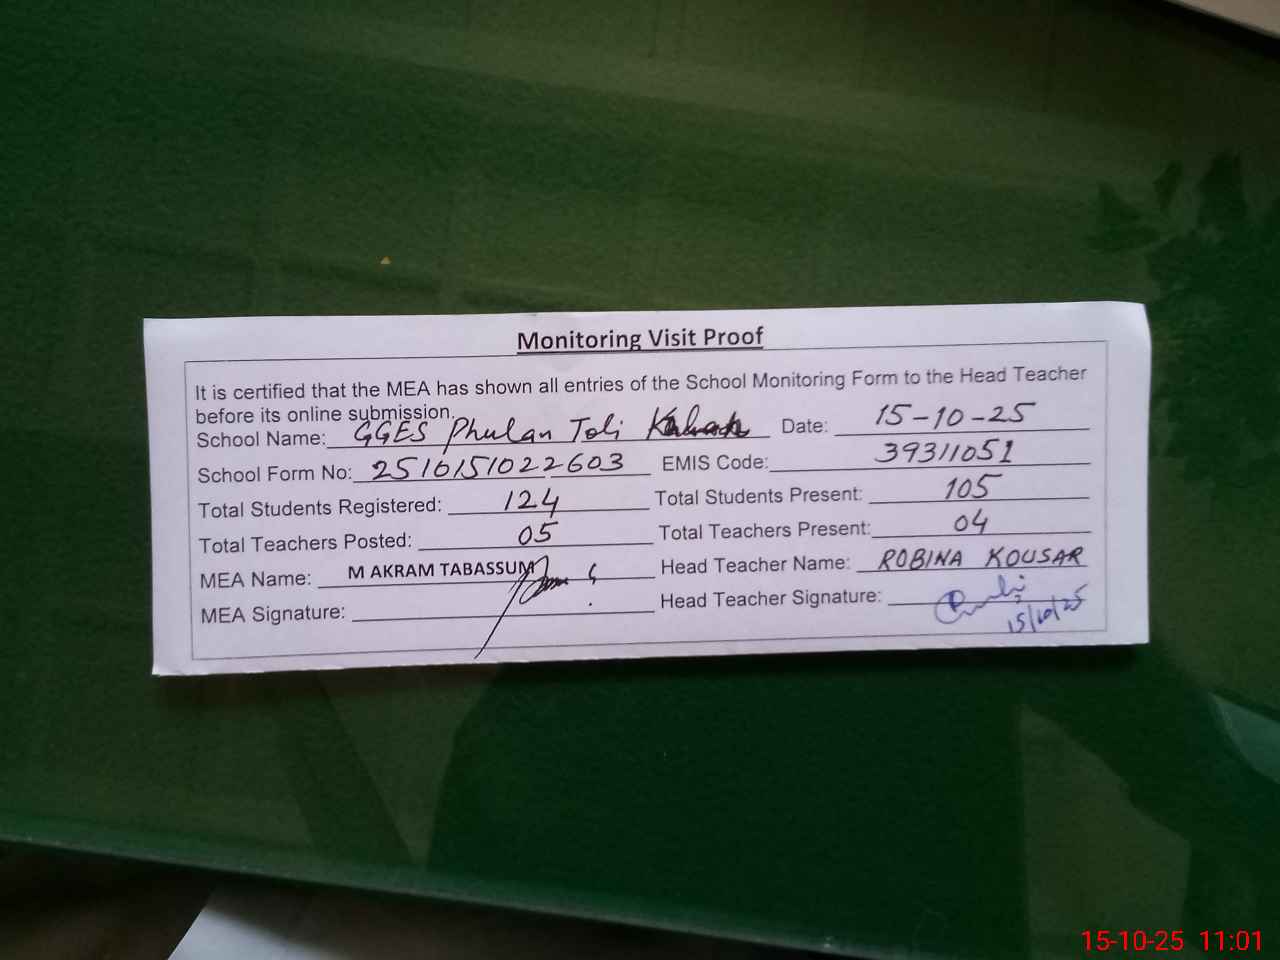 Monitoring Visit Proof
It is certified that the MEA has shown all entries of the School Monitoring Form to the Head Teacher
before its online submission.
School Name: GGES Phulan Toli Date: 15-10-25
School Form No: 2510151022603 EMIS Code: 39311051
Total Students Registered: 124 Total Students Present: 105
Total Teachers Posted: 05 Total Teachers Present: 04
MEA Name: M AKRAM TABASSUM Head Teacher Name: ROBINA KOUSAR
MEA Signature: Head Teacher Signature:
15/10/25
15-10-25 11:01